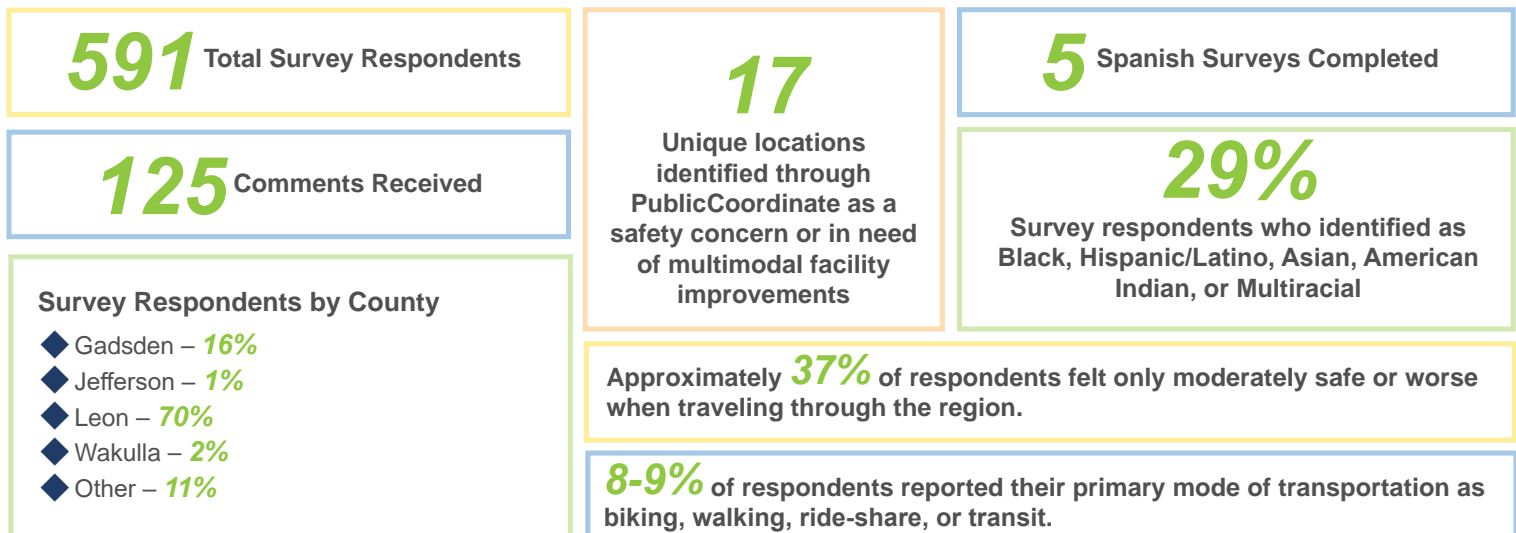 591 Total Survey Respondents
125 Comments Received
Survey Respondents by County
Gadsden – 16%
Jefferson – 1%
Leon – 70%
Wakulla – 2%
Other – 11%
17
Unique locations
identified through
PublicCoordinate as a
safety concern or in need
of multimodal facility
improvements
5 Spanish Surveys Completed
29%
Survey respondents who identified as
Black, Hispanic/Latino, Asian, American
Indian, or Multiracial
Approximately 37% of respondents felt only moderately safe or worse
when traveling through the region.
8-9% of respondents reported their primary mode of transportation as
biking, walking, ride-share, or transit.